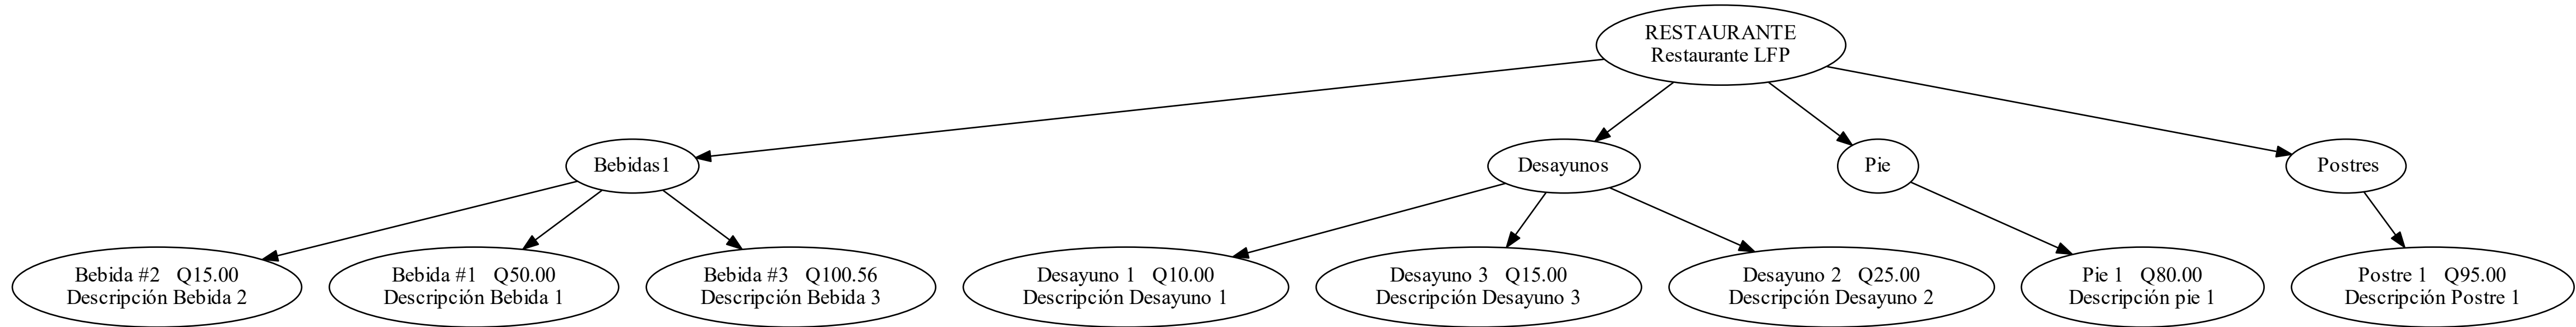 RESTAURANTE
Restaurante LFP
Bebidas1
Desayunos
Pie
Postres
Bebida #2 Q15.00
Descripción Bebida 2
Bebida #1 Q50.00
Descripción Bebida 1
Bebida #3 Q100.56
Descripción Bebida 3
Desayuno 1 Q10.00
Descripción Desayuno 1
Desayuno 3 Q15.00
Descripción Desayuno 3
Desayuno 2 Q25.00
Descripción Desayuno 2
Pie 1 Q80.00
Descripción pie 1
Postre 1 Q95.00
Descripción Postre 1